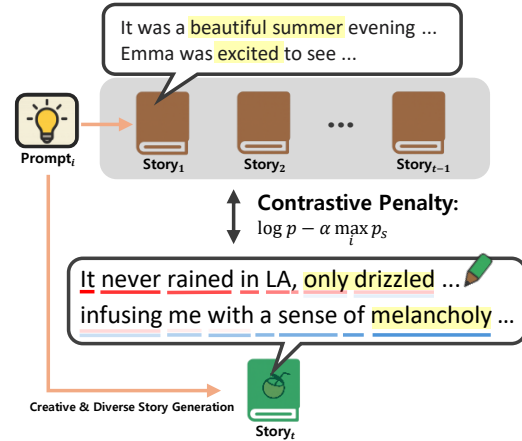 It was a beautiful summer evening ...
Emma was excited to see ...
Prompt_i
Story_1
Story_2
...
Story_{t-1}
Contrastive Penalty:
log p − α max_i p_s
It never rained in LA, only drizzled ...
infusing me with a sense of melancholy ...
Creative & Diverse Story Generation
Story_t